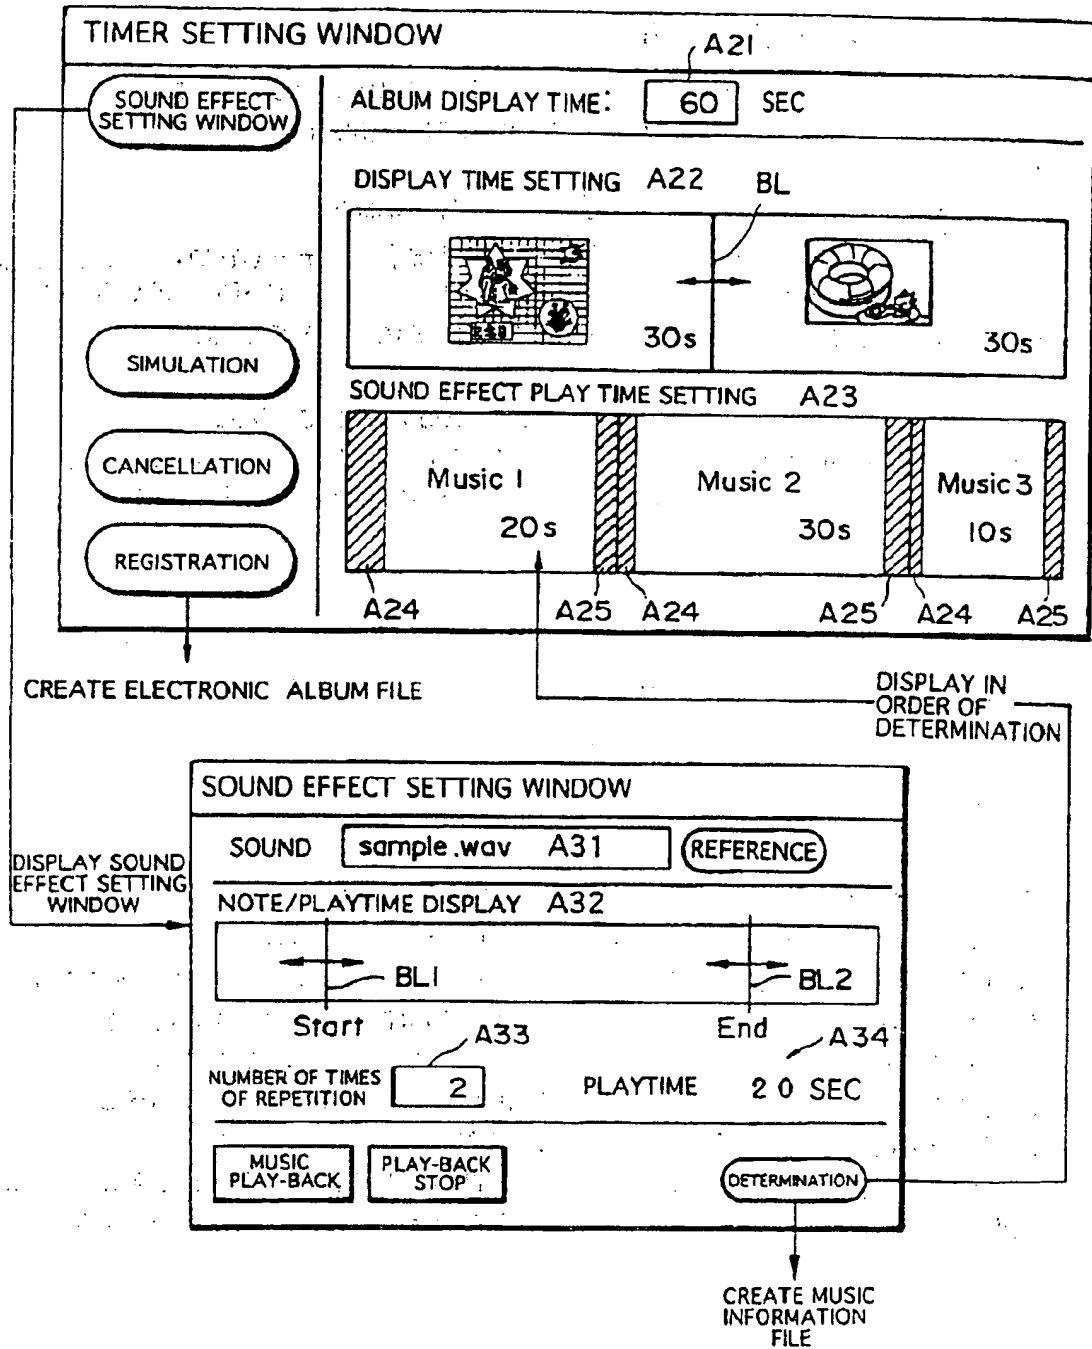 TIMER SETTING WINDOW
A21
SOUND EFFECT
SETTING WINDOW
ALBUM DISPLAY TIME: 60 SEC
DISPLAY TIME SETTING A22 BL
30s
30s
SIMULATION
SOUND EFFECT PLAY TIME SETTING A23
CANCELLATION
Music 1
20s
Music 2
30s
Music 3
10s
REGISTRATION
A24 A25 A24 A25 A24 A25
CREATE ELECTRONIC ALBUM FILE
DISPLAY IN
ORDER OF
DETERMINATION
SOUND EFFECT SETTING WINDOW
SOUND sample.wav A31 REFERENCE
DISPLAY SOUND
EFFECT SETTING
WINDOW
NOTE/PLAYTIME DISPLAY A32
BL1 BL2
Start End
A33 A34
NUMBER OF TIMES
OF REPETITION
2
PLAYTIME 20 SEC
MUSIC
PLAY-BACK
PLAY-BACK
STOP
DETERMINATION
CREATE MUSIC
INFORMATION
FILE